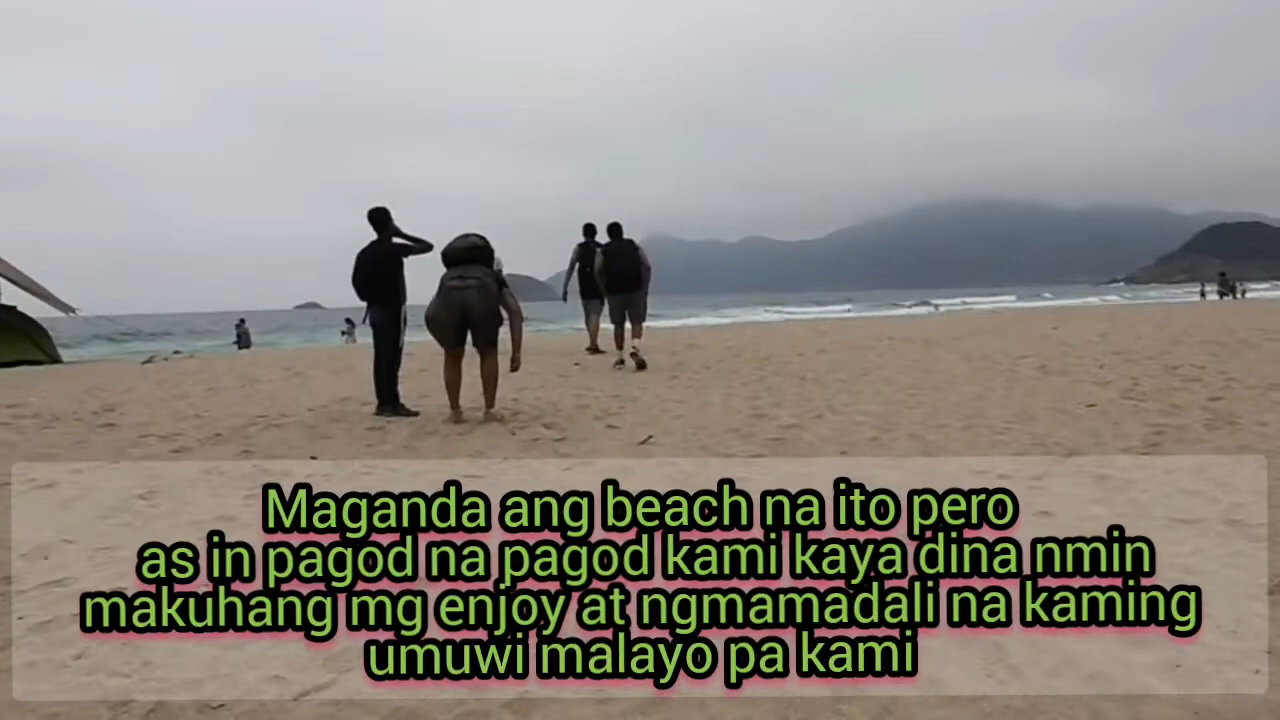 Maganda ang beach na ito pero
as in pagod na pagod kami kaya dina nmin
makuhang mg enjoy at ngmamadali na kaming
umuwi malayo pa kami